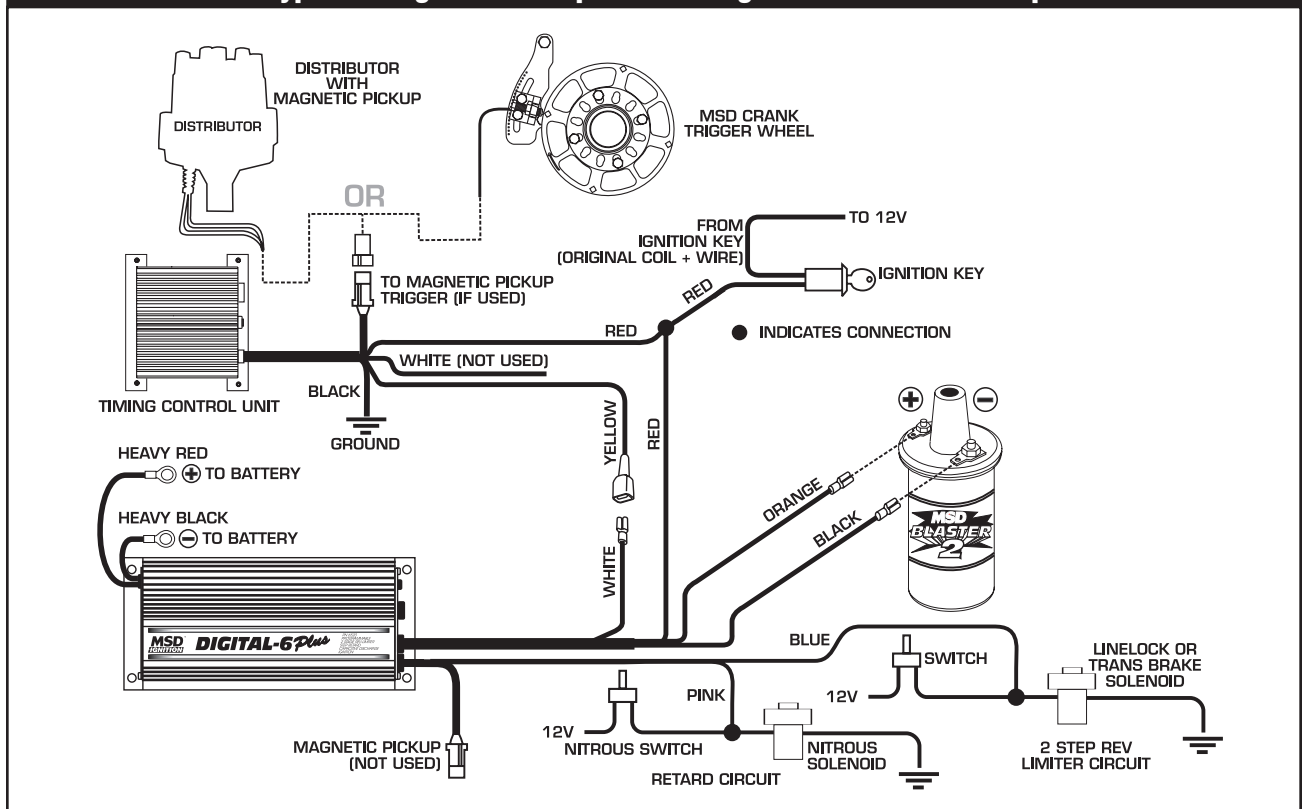 DISTRIBUTOR
WITH
MAGNETIC PICKUP
DISTRIBUTOR
MSD CRANK
TRIGGER WHEEL
OR
TO 12V
FROM
IGNITION KEY
(ORIGINAL COIL + WIRE)
IGNITION KEY
TO MAGNETIC PICKUP
TRIGGER (IF USED)
RED
RED
INDICATES CONNECTION
WHITE (NOT USED)
BLACK
TIMING CONTROL UNIT
GROUND
YELLOW
RED
+ -
HEAVY RED
+ TO BATTERY
HEAVY BLACK
- TO BATTERY
ORANGE
BLACK
MSD
BLASTER
2
WHITE
MSD
IGNITION
DIGITAL-6 Plus
BLUE
SWITCH
LINELOCK OR
TRANS BRAKE
SOLENOID
PINK
12V
12V
NITROUS SWITCH
NITROUS
SOLENOID
MAGNETIC PICKUP
(NOT USED)
RETARD CIRCUIT
2 STEP REV
LIMITER CIRCUIT